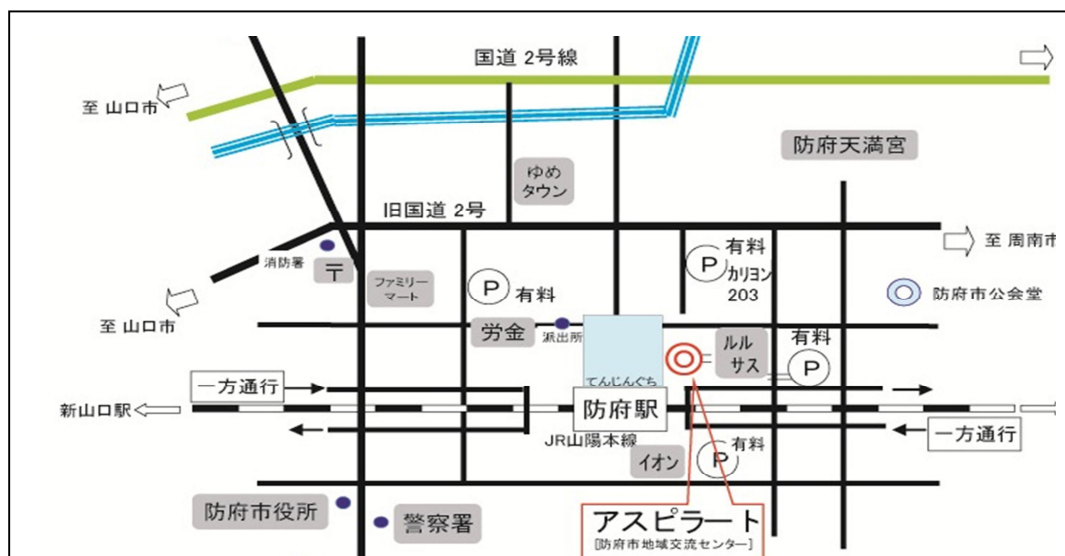 国道 2号線
至 山口市
防府天満宮
ゆめ
タウン
旧国道 2号
至 周南市
消防署
〒
ファミリー
マート
P
有料
P
有料
カリヨン
203
防府市公会堂
至 山口市
労金
派出所
ルル
サス
有料
P
てんじんぐち
一方通行
新山口駅
防府駅
JR山陽本線
一方通行
イオン
P
有料
防府市役所
警察署
アスピラート
[防府市地域交流センター]